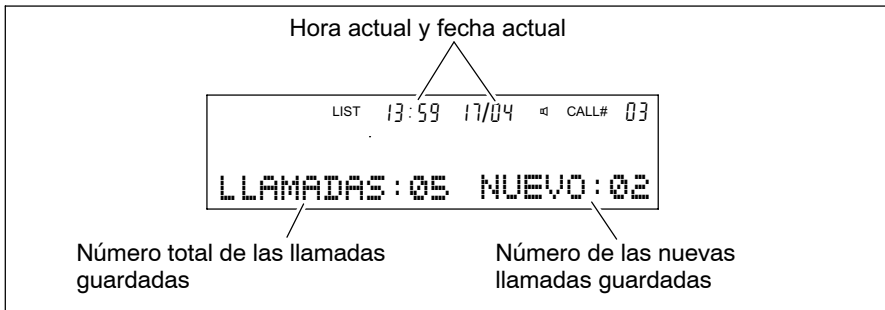 Hora actual y fecha actual
LIST 13:59 17/04 CALL# 03
LLAMADAS:05 NUEVO:02
Número total de las llamadas
guardadas
Número de las nuevas
llamadas guardadas